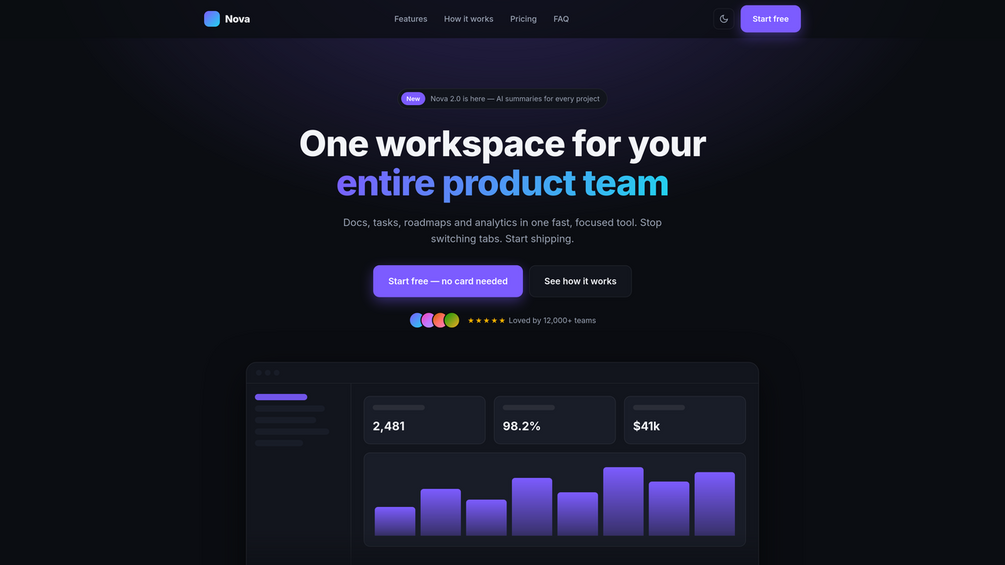 Nova
Features
How it works
Pricing
FAQ
Start free
New
Nova 2.0 is here — AI summaries for every project
One workspace for your
entire product team
Docs, tasks, roadmaps and analytics in one fast, focused tool. Stop
switching tabs. Start shipping.
Start free — no card needed
See how it works
★★★★★ Loved by 12,000+ teams
2,481
98.2%
$41k